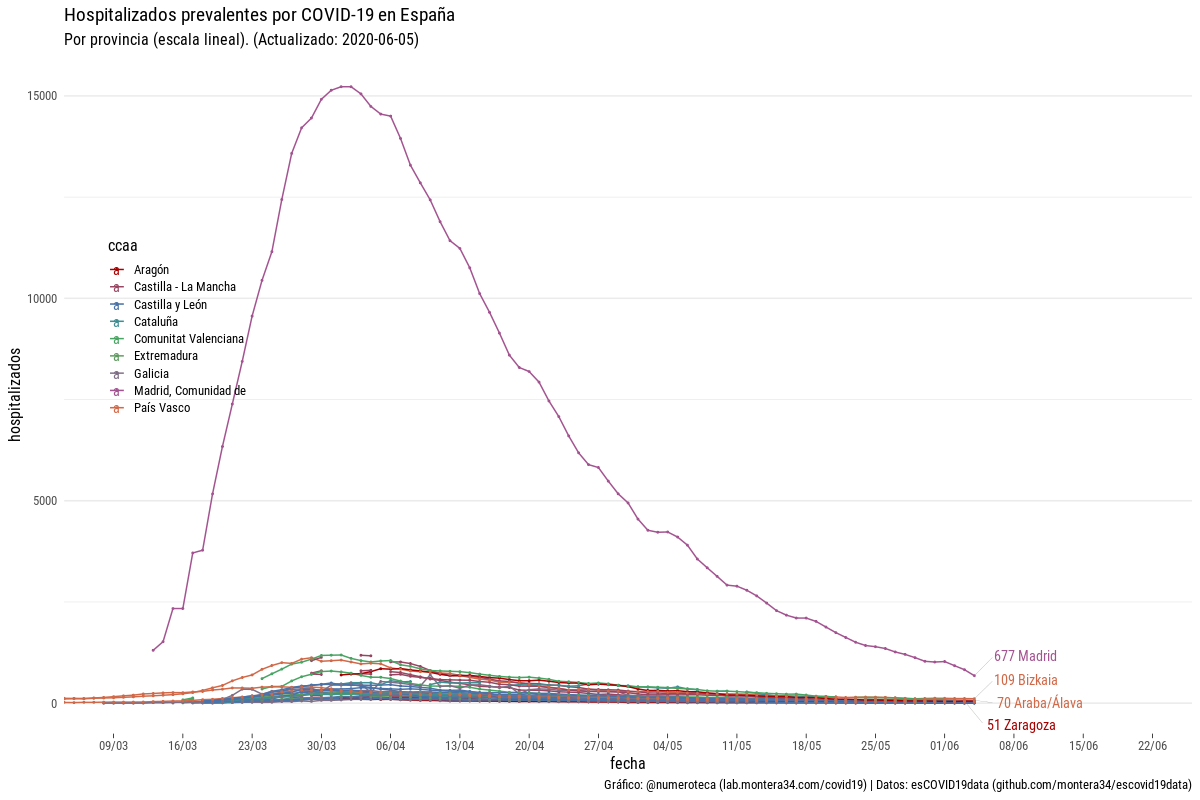 Hospitalizados prevalentes por COVID-19 en España
Por provincia (escala lineal). (Actualizado: 2020-06-05)
15000
10000
5000
0
hospitalizados
ccaa
a Aragón
a Castilla - La Mancha
a Castilla y León
a Cataluña
a Comunitat Valenciana
a Extremadura
a Galicia
a Madrid, Comunidad de
a País Vasco
677 Madrid
109 Bizkaia
70 Araba/Álava
51 Zaragoza
09/03 16/03 23/03 30/03 06/04 13/04 20/04 27/04 04/05 11/05 18/05 25/05 01/06 08/06 15/06 22/06
fecha
Gráfico: @numeroteca (lab.montera34.com/covid19) | Datos: esCOVID19data (github.com/montera34/escovid19data)